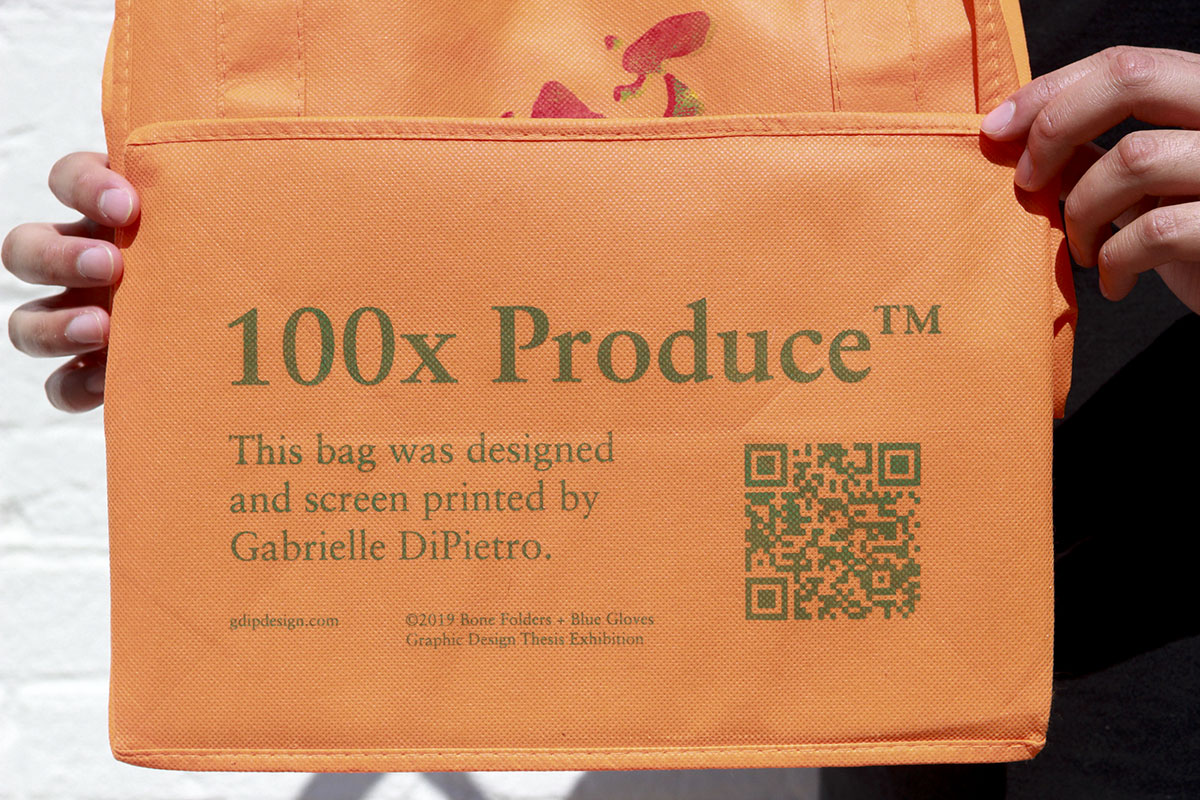 100x Produce™
This bag was designed
and screen printed by
Gabrielle DiPietro.
gdipdesign.com
©2019 Bone Folders + Blue Gloves
Graphic Design Thesis Exhibition